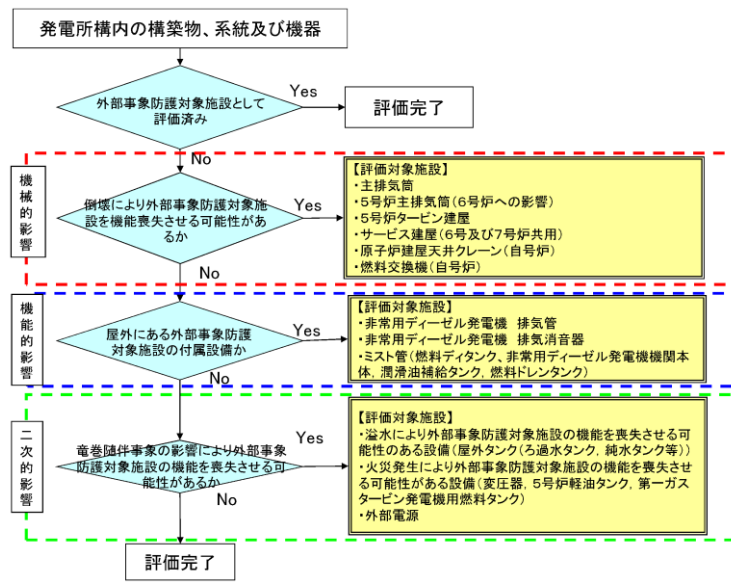 発電所構内の構築物、系統及び機器
外部事象防護対象施設として
評価済み
Yes
評価完了
No
機械的影響
倒壊により外部事象防護対象施
設を機能喪失させる可能性があ
るか
Yes
【評価対象施設】
・主排気筒
・5号炉主排気筒(6号炉への影響)
・5号炉タービン建屋
・サービス建屋(6号及び7号炉共用)
・原子炉建屋天井クレーン(自号炉)
・燃料交換機(自号炉)
No
機能的影響
屋外にある外部事象防護
対象施設の付属設備か
Yes
【評価対象施設】
・非常用ディーゼル発電機 排気管
・非常用ディーゼル発電機 排気消音器
・ミスト管(燃料ディタンク、非常用ディーゼル発電機機関本
体, 潤滑油補給タンク, 燃料ドレンタンク)
No
二次的影響
竜巻随伴事象の影響により外部事象
防護対象施設の機能を喪失させる可
能性があるか
Yes
【評価対象施設】
・溢水により外部事象防護対象施設の機能を喪失させる可
能性のある設備(屋外タンク(ろ過水タンク, 純水タンク等))
・火災発生により外部事象防護対象施設の機能を喪失させ
る可能性がある設備(変圧器, 5号炉軽油タンク, 第一ガス
タービン発電機用燃料タンク)
・外部電源
No
評価完了